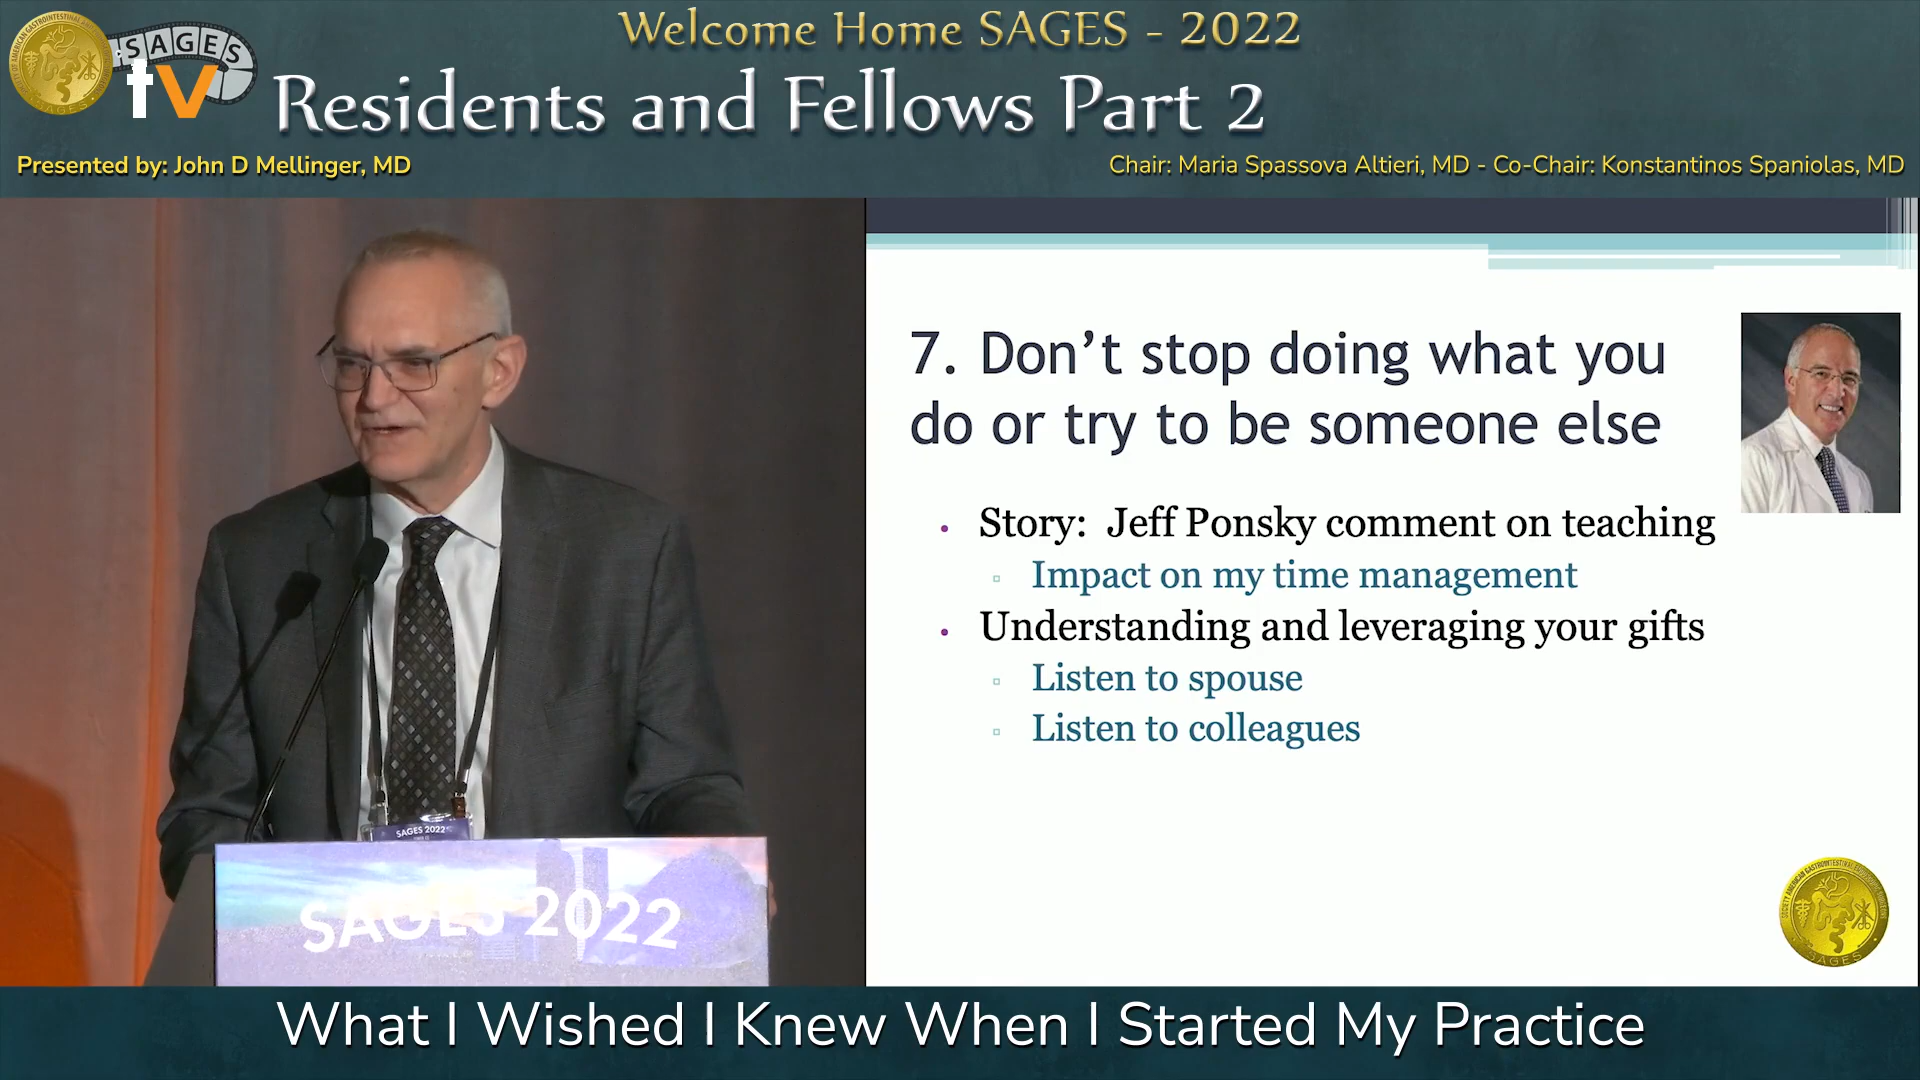 Welcome Home SAGES - 2022
SAGES
tv
Residents and Fellows Part 2
Presented by: John D Mellinger, MD
Chair: Maria Spassova Altieri, MD - Co-Chair: Konstantinos Spaniolas, MD
7. Don’t stop doing what you
do or try to be someone else
• Story: Jeff Ponsky comment on teaching
▫ Impact on my time management
• Understanding and leveraging your gifts
▫ Listen to spouse
▫ Listen to colleagues
SAGES 2022
SAGES 2022
SAGES
What I Wished I Knew When I Started My Practice